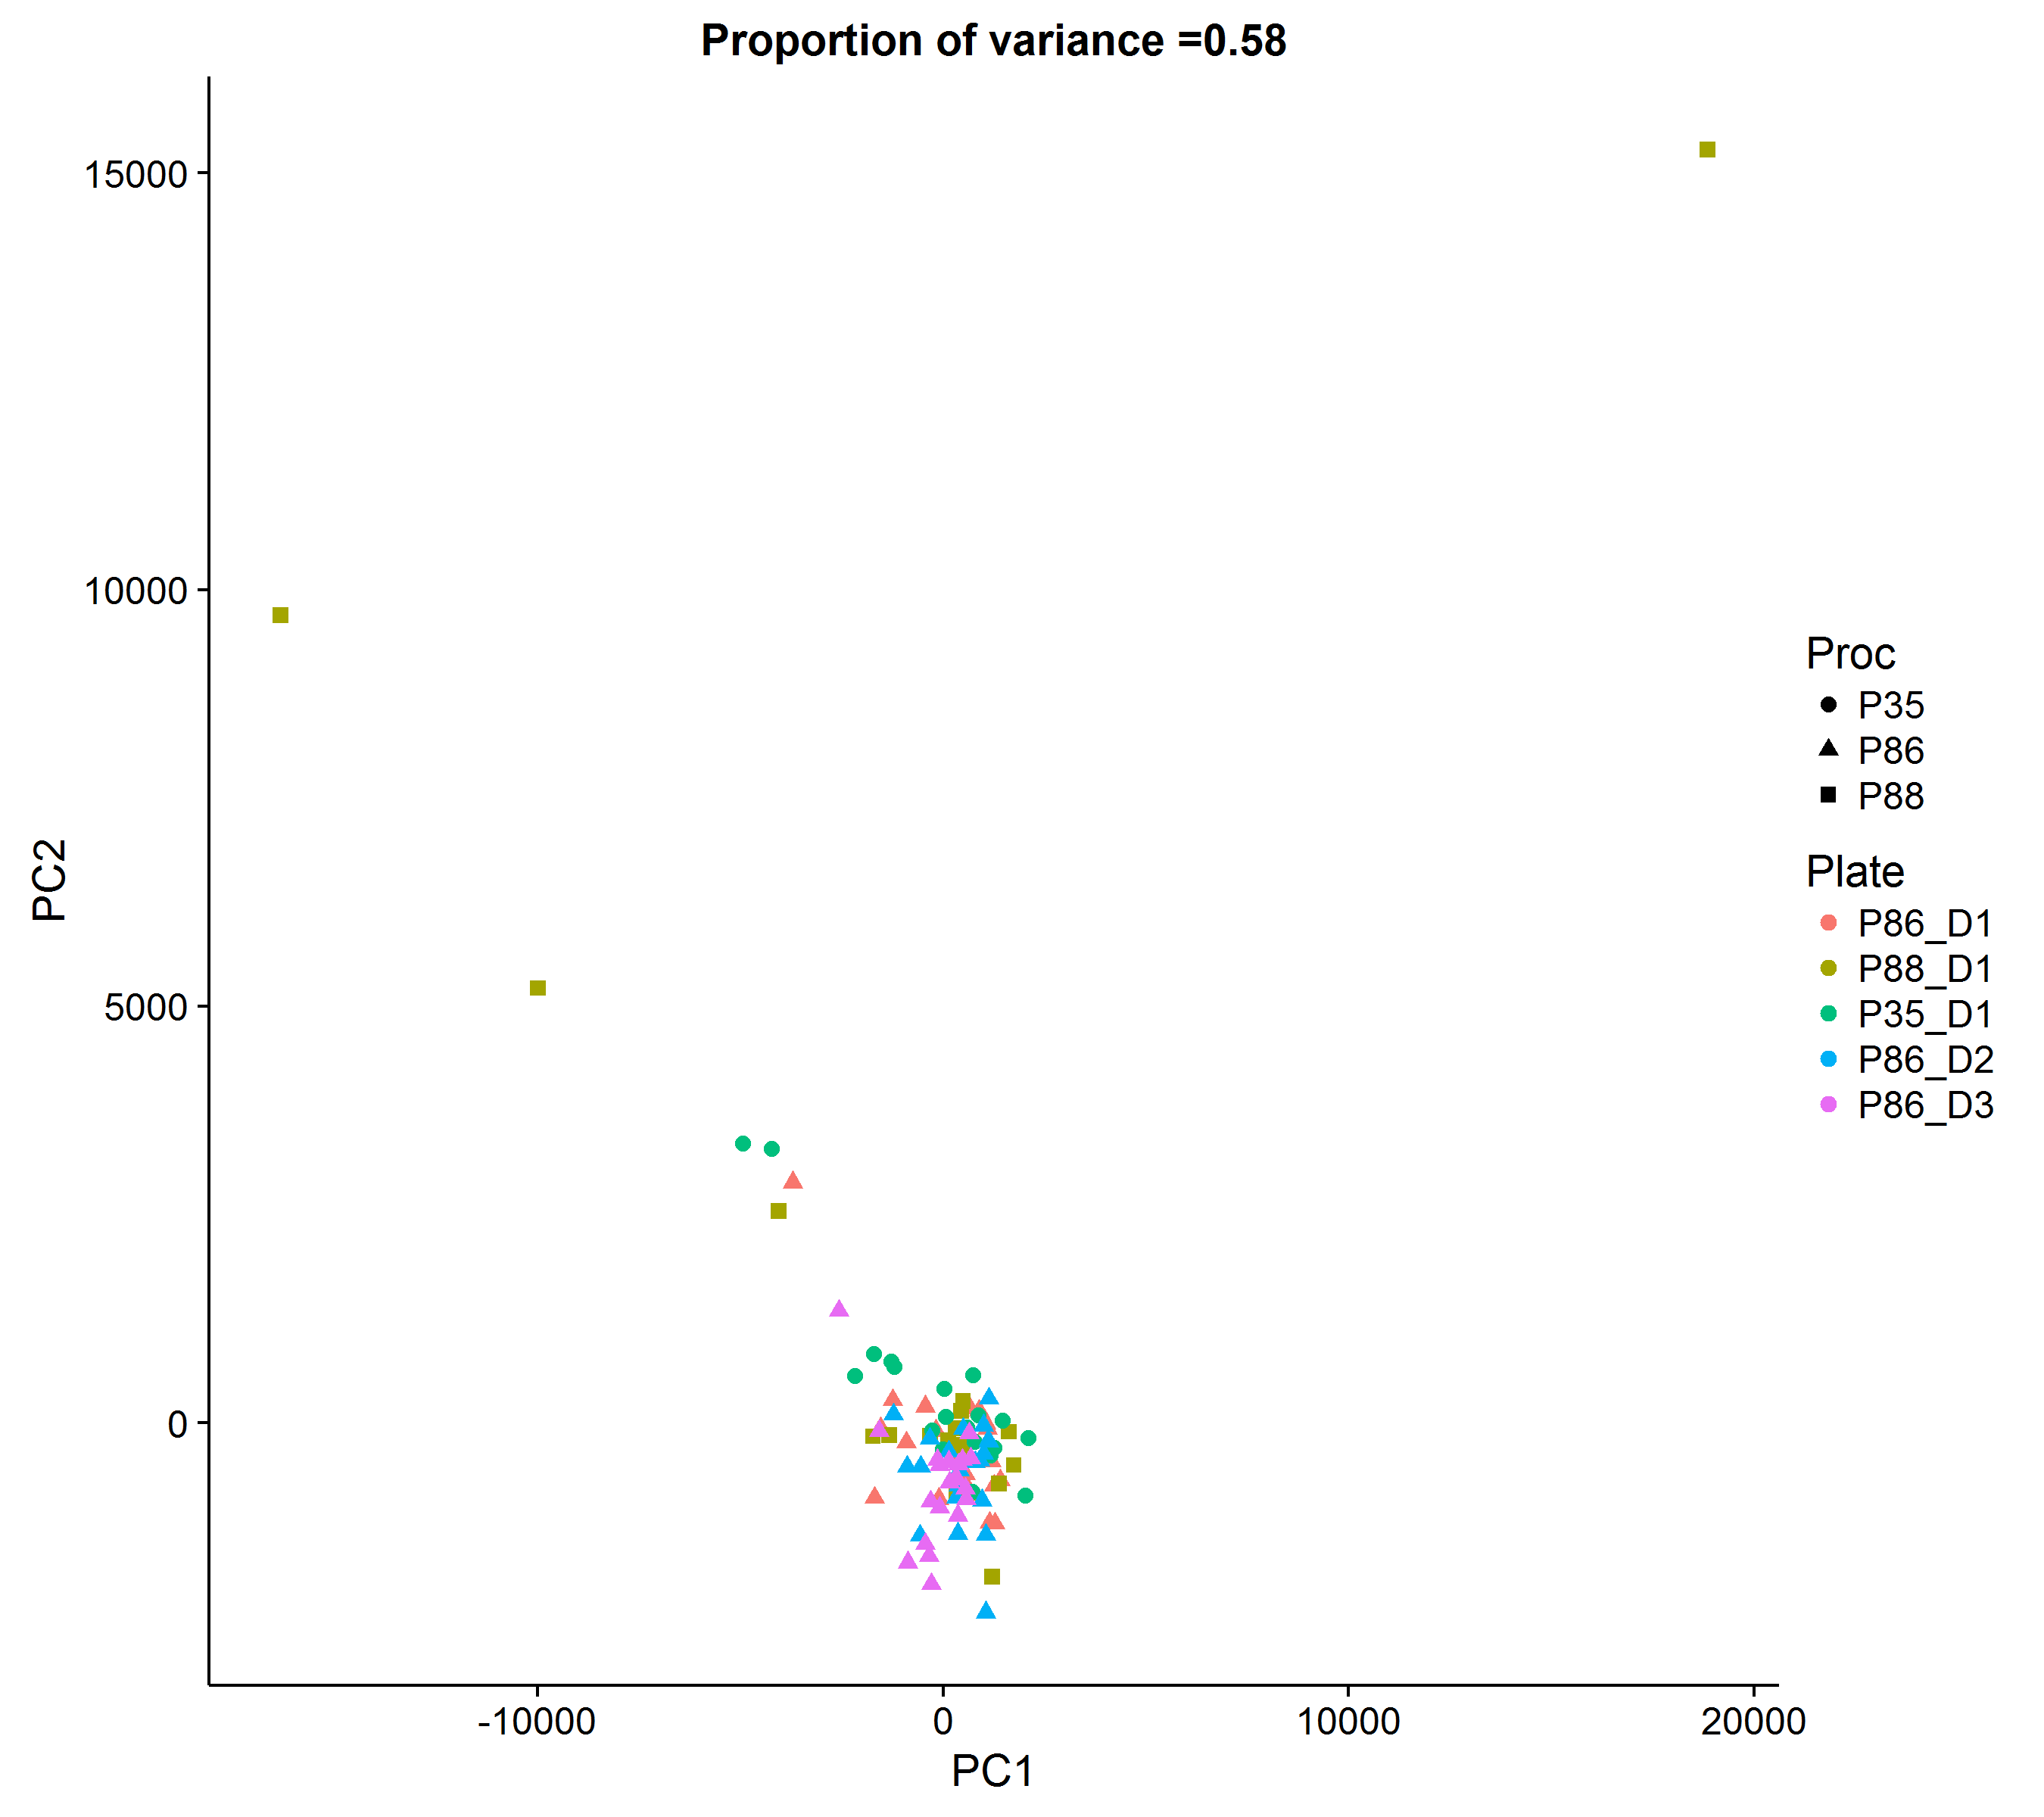 Proportion of variance =0.58
15000
10000
5000
0
PC2
-10000
0
10000
20000
PC1
Proc
P35
P86
P88
Plate
P86_D1
P88_D1
P35_D1
P86_D2
P86_D3